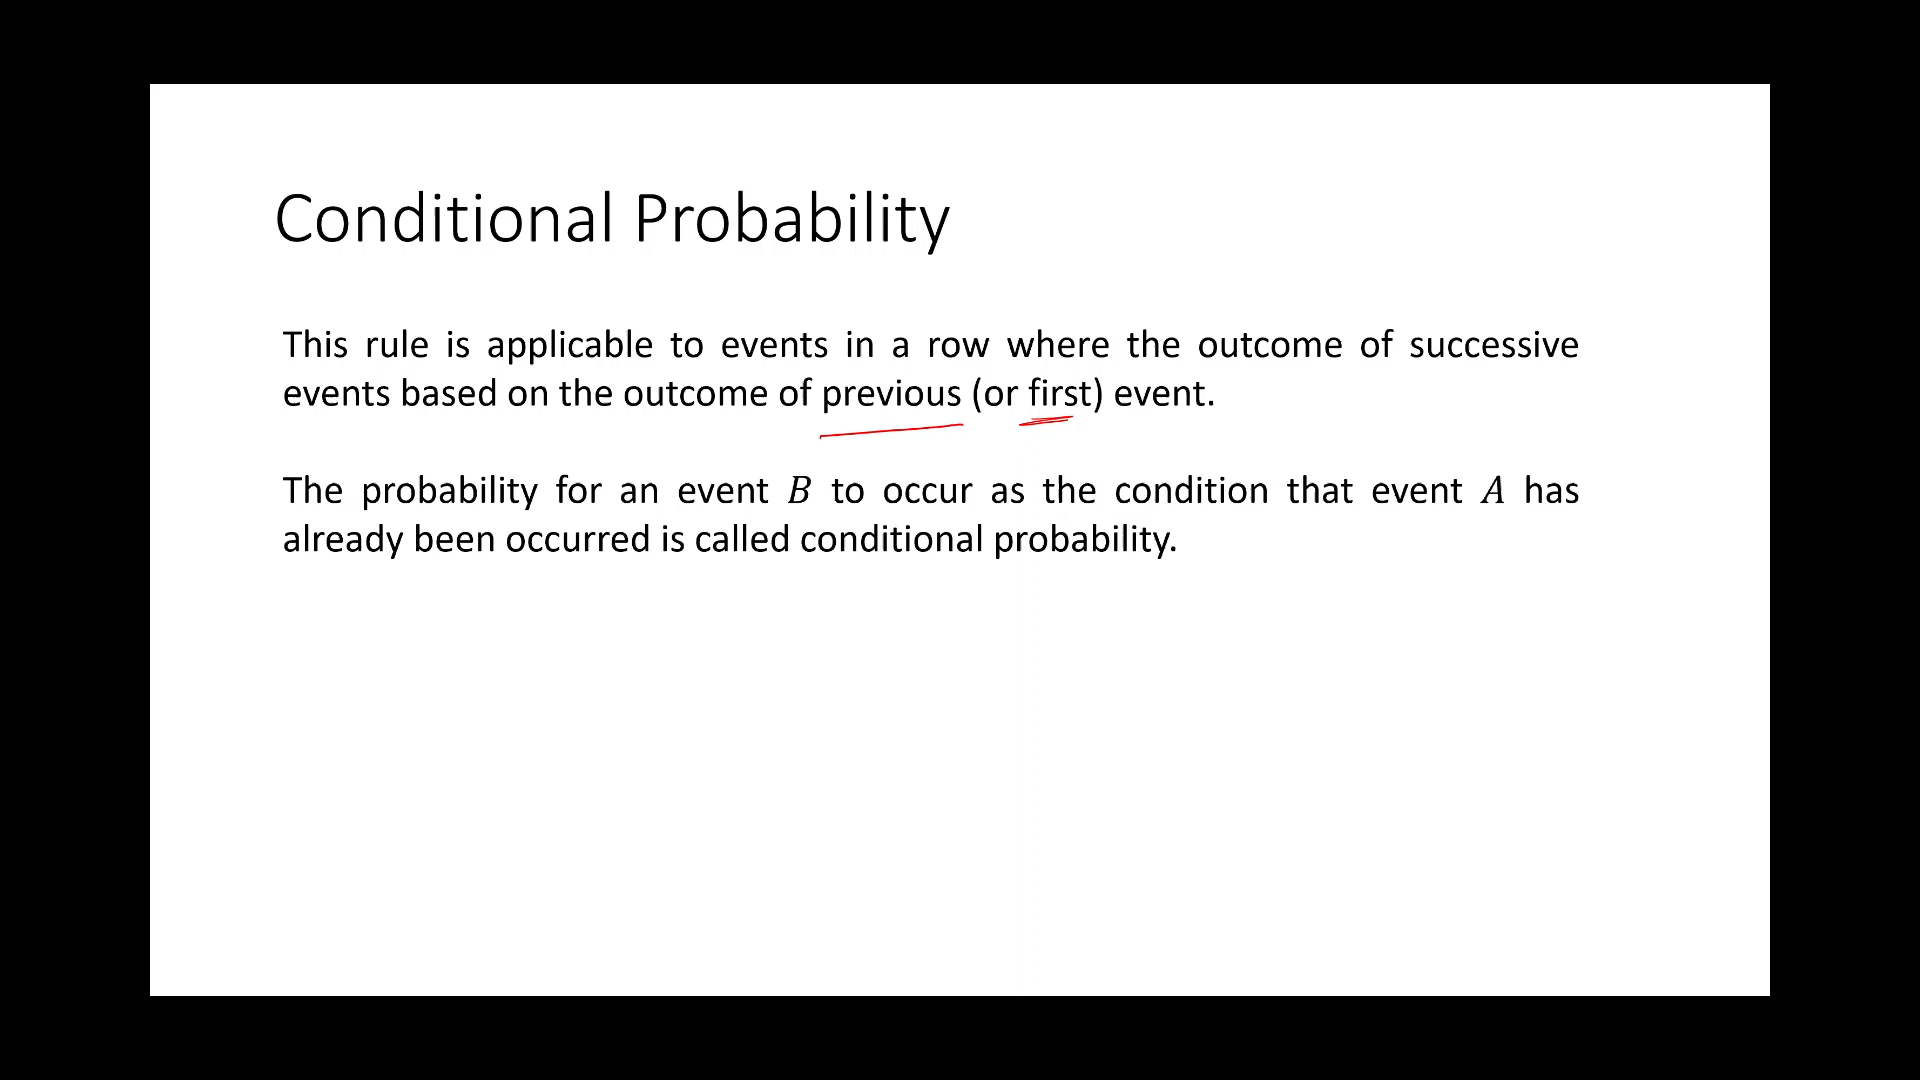 Conditional Probability
This rule is applicable to events in a row where the outcome of successive
events based on the outcome of previous (or first) event.
The probability for an event B to occur as the condition that event A has
already been occurred is called conditional probability.